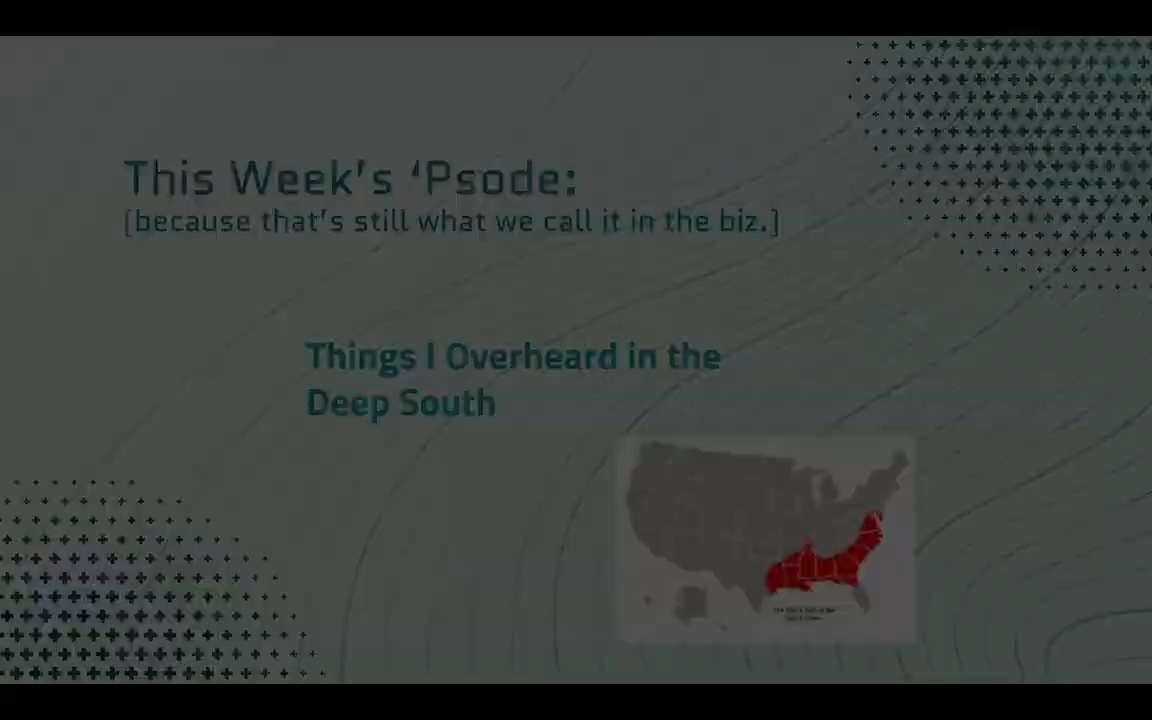 This Week's ‘Psode:
[because that's still what we call it in the biz.]
Things I Overheard in the
Deep South